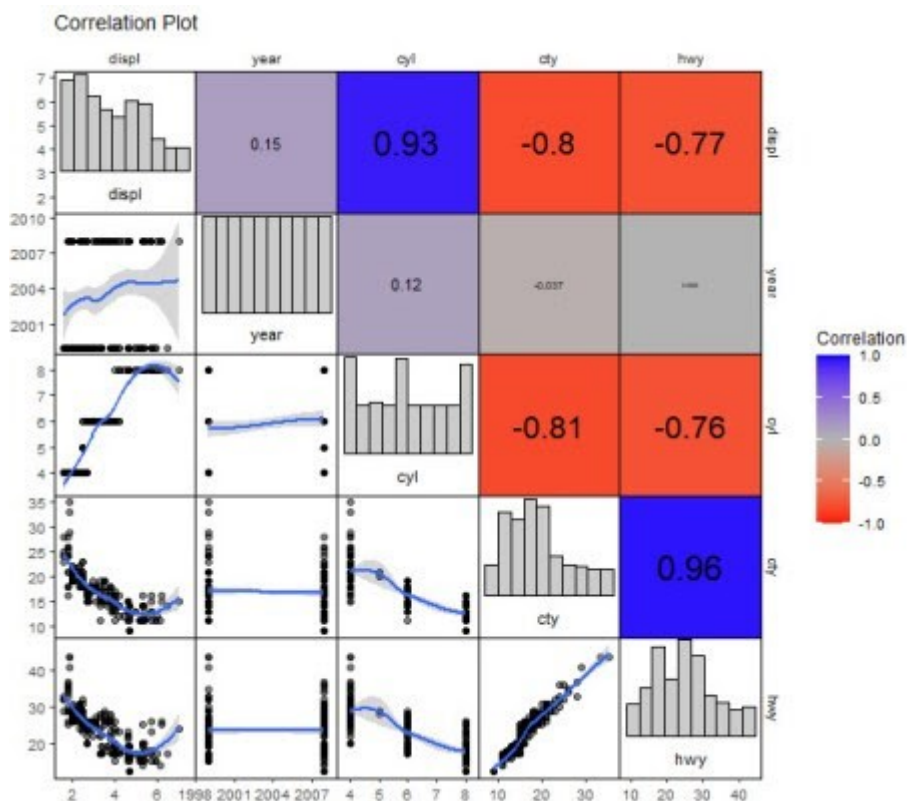 Correlation Plot
displ year cyl cty hwy
7
6
5
4
3
2
displ
0.15
0.93
-0.8
-0.77
displ
2010
2007
2004
2001
year
0.12
-0.037
year
8
7
6
5
4
cyl
-0.81
-0.76
cyl
35
30
25
20
15
10
cty
0.96
cty
40
30
20
hwy
hwy
2 4 6 1998 2001 2004 2007 4 5 6 7 8 10 20 30 10 20 30 40
Correlation
1.0
0.5
0.0
-0.5
-1.0